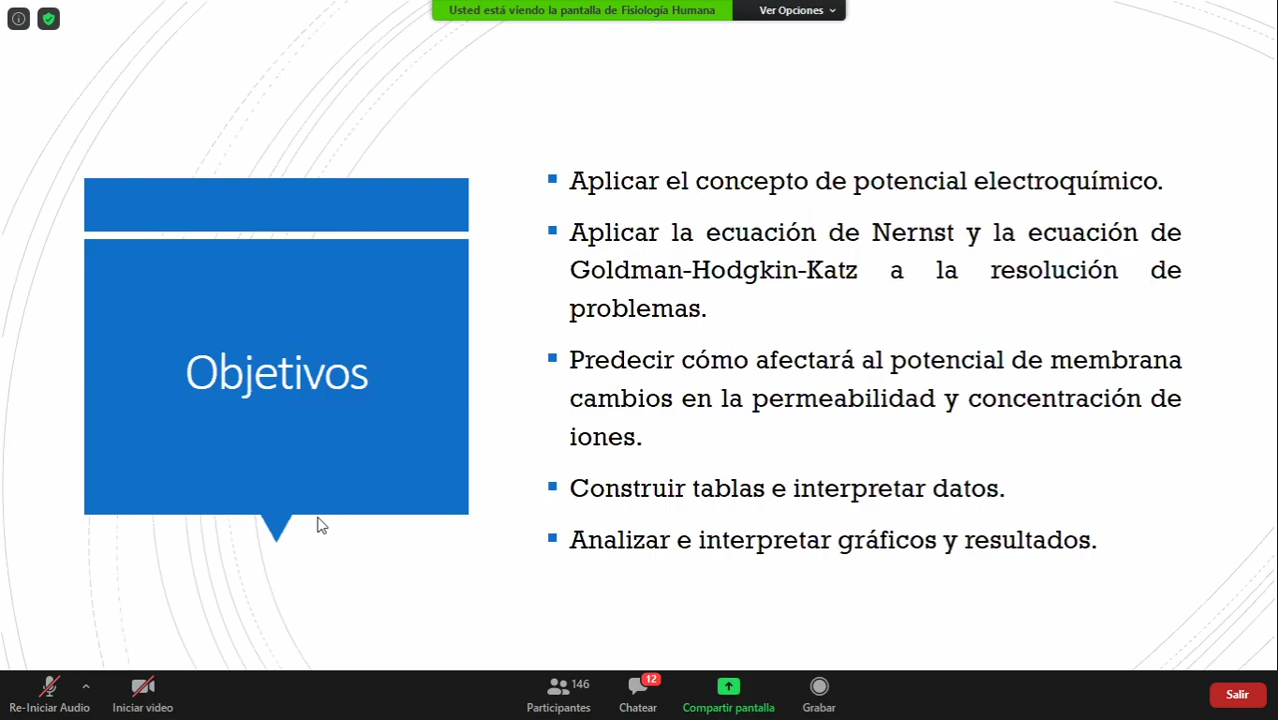 Usted está viendo la pantalla de Fisiología Humana
Ver Opciones
Objetivos
Aplicar el concepto de potencial electroquímico.
Aplicar la ecuación de Nernst y la ecuación de
Goldman-Hodgkin-Katz a la resolución de
problemas.
Predecir cómo afectará al potencial de membrana
cambios en la permeabilidad y concentración de
iones.
Construir tablas e interpretar datos.
Analizar e interpretar gráficos y resultados.
Re-Iniciar Audio
Iniciar video
146
Participantes
12
Chatear
Compartir pantalla
Grabar
Salir